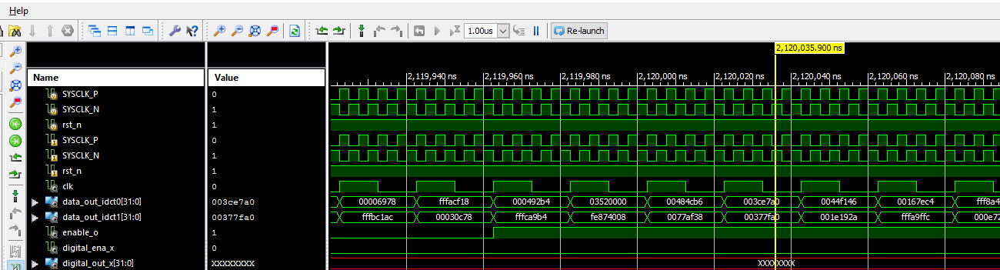 Help
1.00us Re-launch
2,120,035.900 ns
Name Value
2,119,940 ns 2,119,960 ns 2,119,980 ns 2,120,000 ns 2,120,020 ns 2,120,040 ns 2,120,060 ns 2,120,080 ns
SYSCLK_P 0
SYSCLK_N 1
rst_n 1
SYSCLK_P 0
SYSCLK_N 1
rst_n 1
clk 0
data_out_idct0[31:0] 003ce7a0 00006978 fffacf18 000492b4 03520000 00484cb6 003ce7a0 0044f146 00167ec4 fff8a4
data_out_idct1[31:0] 00377fa0 fffbc1ac 00030c78 fffca9b4 fe874008 0077af38 00377fa0 001e192a fffa9ffc 000e72
enable_o 1
digital_ena_x 0
digital_out_x[31:0] XXXXXXXX XXXXXXXX